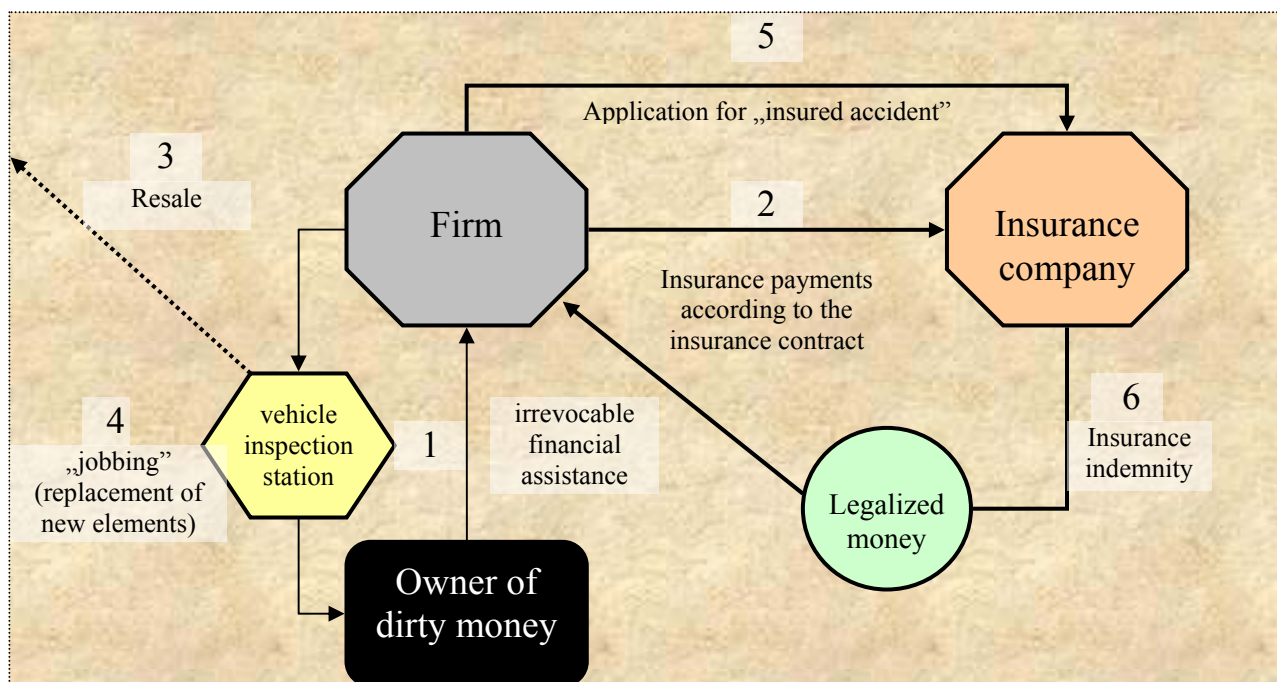 5
Application for „insured accident”
3
Resale
Firm
2
Insurance
company
Insurance payments
according to the
insurance contract
4
„jobbing”
(replacement of
new elements)
vehicle
inspection
station
1
irrevocable
financial
assistance
6
Insurance
indemnity
Legalized
money
Owner of
dirty money